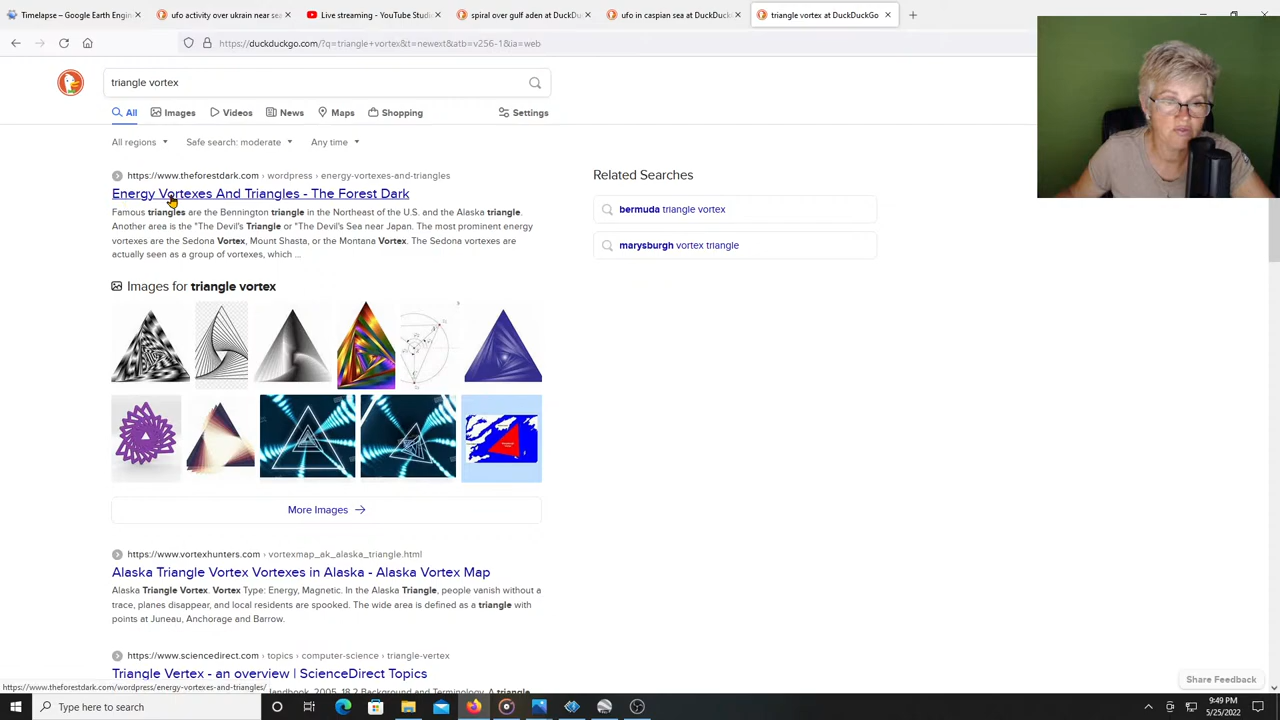 Timelapse – Google Earth Engine
ufo activity over ukrain near sea
Live streaming - YouTube Studio
spiral over gulf aden at DuckDu
ufo in caspian sea at DuckDuck
triangle vortex at DuckDuckGo
https://duckduckgo.com/?q=triangle+vortex&t=newext&atb=v256-1&ia=web
triangle vortex
All
Images
Videos
News
Maps
Shopping
Settings
All regions
Safe search: moderate
Any time
https://www.theforestdark.com › wordpress › energy-vortexes-and-triangles
Energy Vortexes And Triangles - The Forest Dark
Famous triangles are the Bennington triangle in the Northeast of the U.S. and the Alaska triangle.
Another area is the "The Devil's Triangle or "The Devil's Sea near Japan. The most prominent energy
vortexes are the Sedona Vortex, Mount Shasta, or the Montana Vortex. The Sedona vortexes are
actually seen as a group of vortexes, which ...
Related Searches
bermuda triangle vortex
marysburgh vortex triangle
Images for triangle vortex
More Images
https://www.vortexhunters.com › vortexmap_ak_alaska_triangle.html
Alaska Triangle Vortex Vortexes in Alaska - Alaska Vortex Map
Alaska Triangle Vortex. Vortex Type: Energy, Magnetic. In the Alaska Triangle, people vanish without a
trace, planes disappear, and local residents are spooked. The wide area is defined as a triangle with
points at Juneau, Anchorage and Barrow.
https://www.sciencedirect.com › topics › computer-science › triangle-vertex
Triangle Vertex - an overview | ScienceDirect Topics
2005 18.2 Background and Terminology. A triangle
Share Feedback
https://www.theforestdark.com/wordpress/energy-vortexes-and-triangles/
Type here to search
9:49 PM
5/25/2022